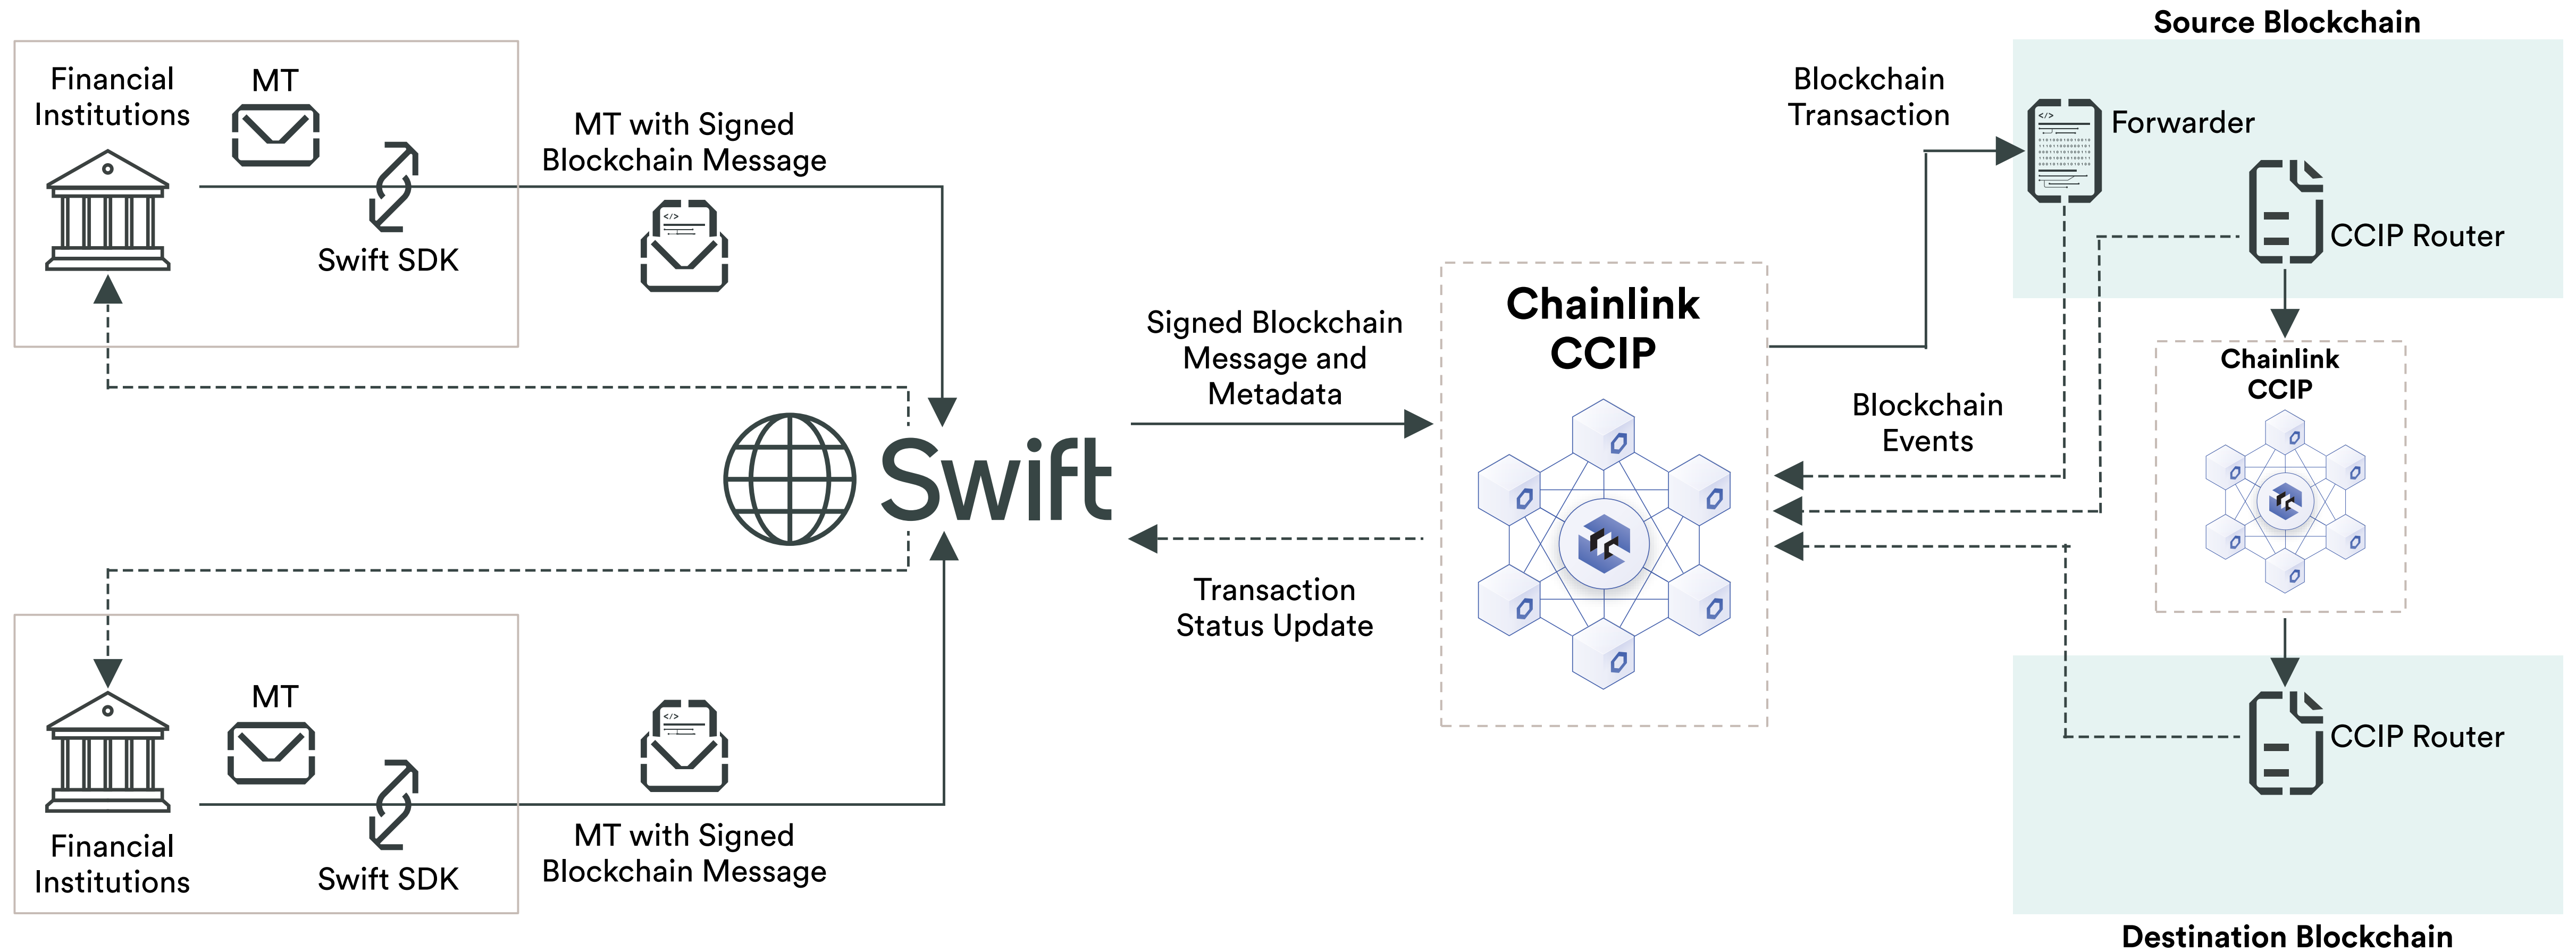 Source Blockchain
Financial
Institutions
MT
Swift SDK
MT with Signed
Blockchain Message
</>
Swift
Signed Blockchain
Message and
Metadata
Transaction
Status Update
Chainlink
CCIP
Blockchain
Transaction
</>
Forwarder
CCIP Router
Blockchain
Events
Chainlink
CCIP
CCIP Router
Destination Blockchain
MT
</>
Financial
Institutions
Swift SDK
MT with Signed
Blockchain Message